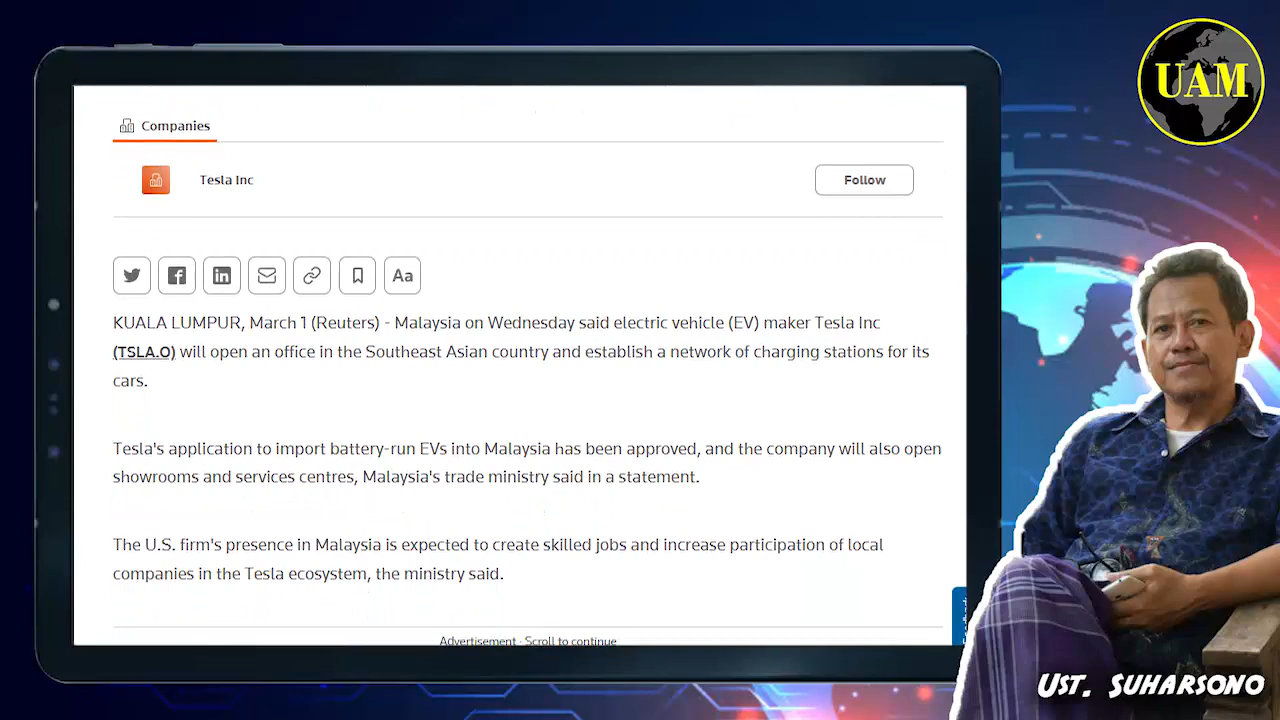 UAM
Companies
Tesla Inc
Follow
Aa
KUALA LUMPUR, March 1 (Reuters) - Malaysia on Wednesday said electric vehicle (EV) maker Tesla Inc
(TSLA.O) will open an office in the Southeast Asian country and establish a network of charging stations for its
cars.
Tesla's application to import battery-run EVs into Malaysia has been approved, and the company will also open
showrooms and services centres, Malaysia's trade ministry said in a statement.
The U.S. firm's presence in Malaysia is expected to create skilled jobs and increase participation of local
companies in the Tesla ecosystem, the ministry said.
Advertisement · Scroll to continue
Ust. Suharsono